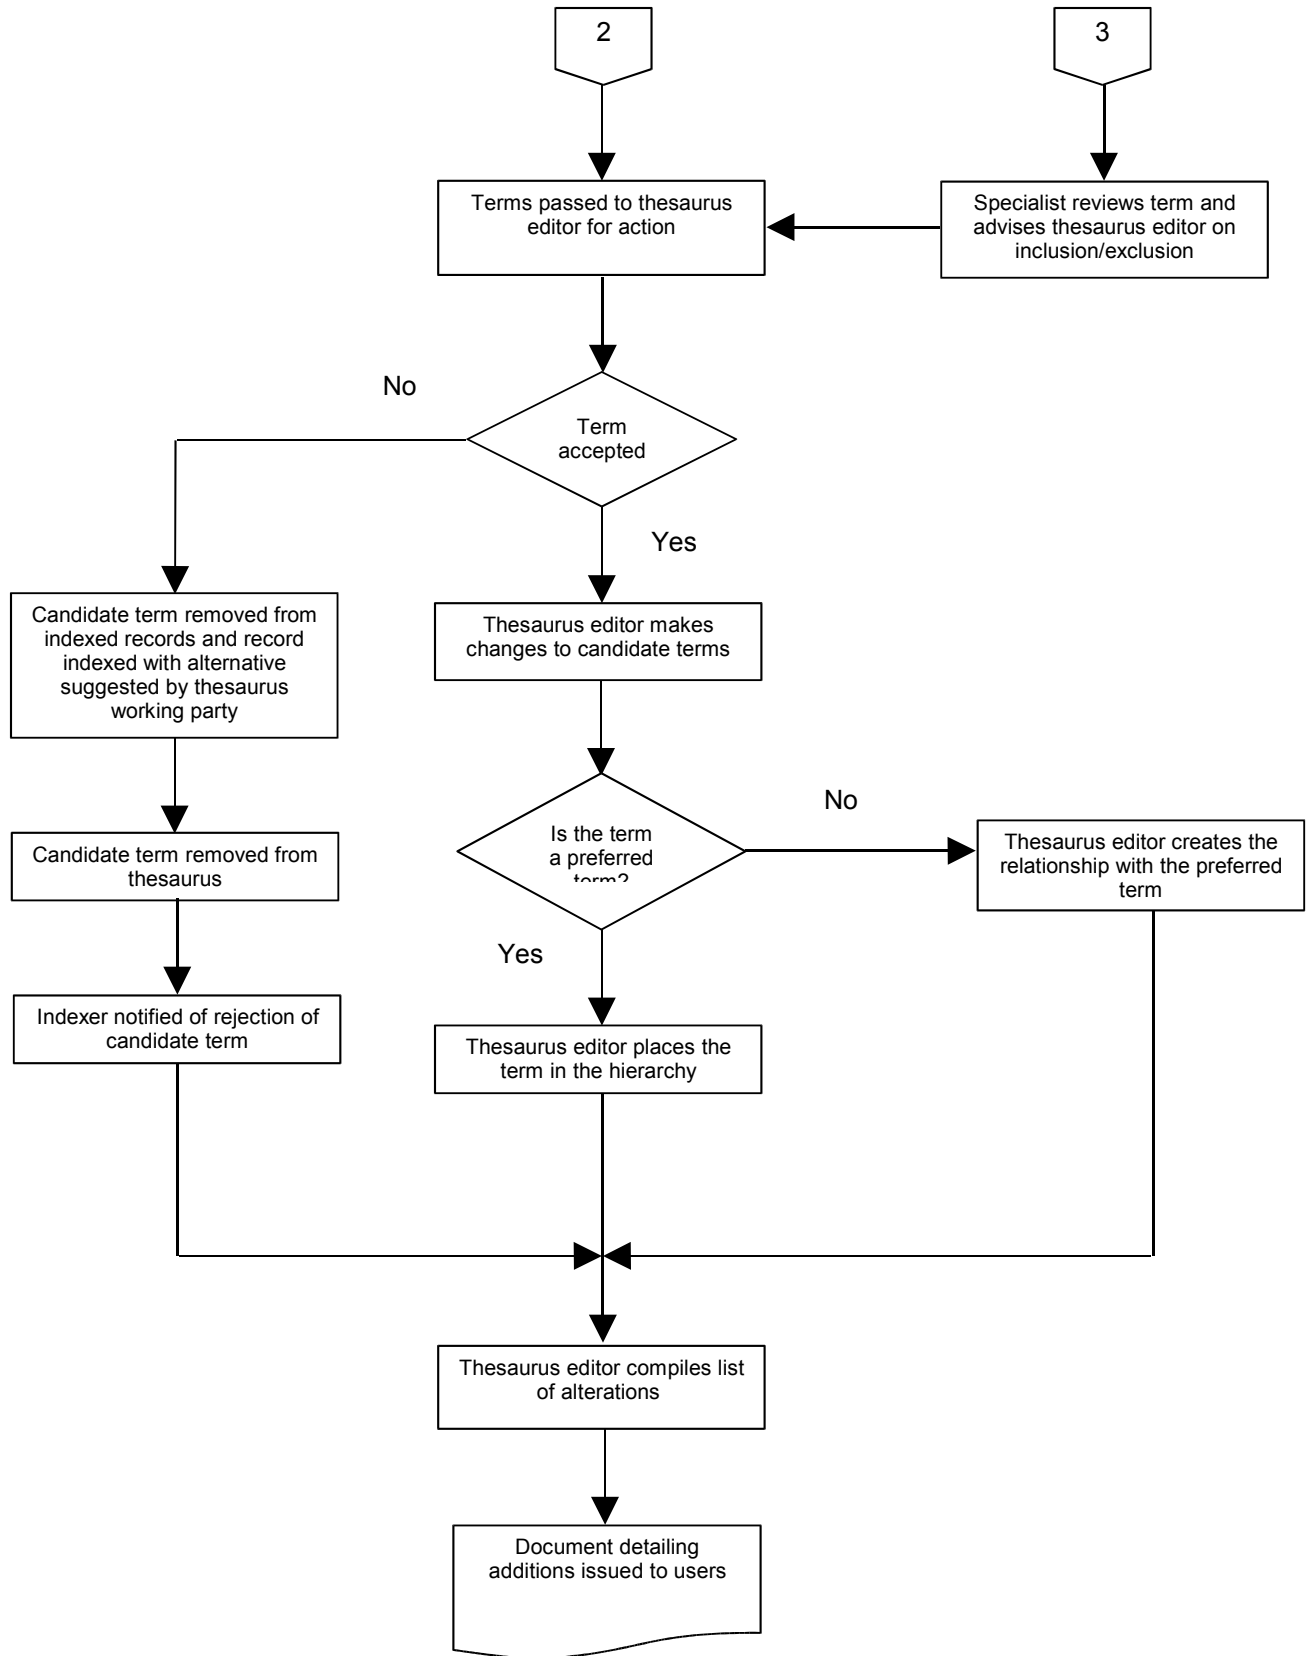 2
3
Terms passed to thesaurus
editor for action
Specialist reviews term and
advises thesaurus editor on
inclusion/exclusion
No
Term
accepted
Yes
Candidate term removed from
indexed records and record
indexed with alternative
suggested by thesaurus
working party
Thesaurus editor makes
changes to candidate terms
No
Is the term
a preferred
term?
Thesaurus editor creates the
relationship with the preferred
term
Candidate term removed from
thesaurus
Yes
Indexer notified of rejection of
candidate term
Thesaurus editor places the
term in the hierarchy
Thesaurus editor compiles list
of alterations
Document detailing
additions issued to users